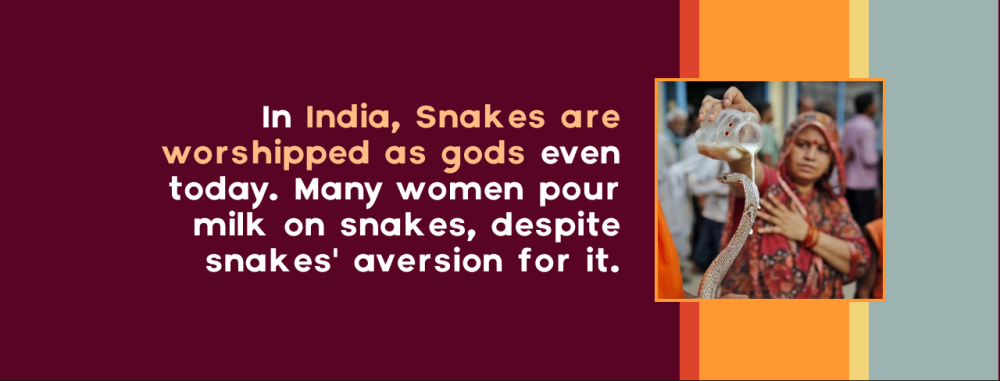 In India, Snakes are
worshipped as gods even
today. Many women pour
milk on snakes, despite
snakes' aversion for it.